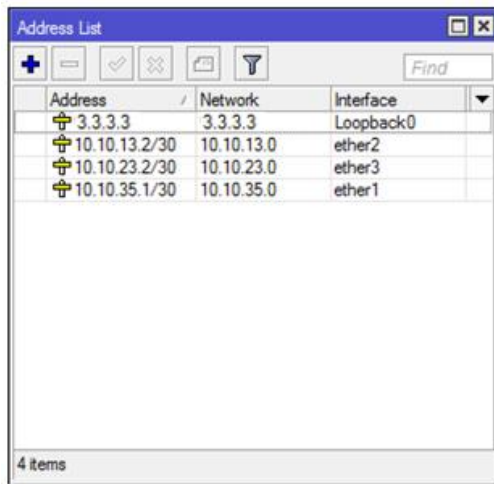 Address List
Find
Address / Network Interface
3.3.3.3 3.3.3.3 Loopback0
10.10.13.2/30 10.10.13.0 ether2
10.10.23.2/30 10.10.23.0 ether3
10.10.35.1/30 10.10.35.0 ether1
4 items